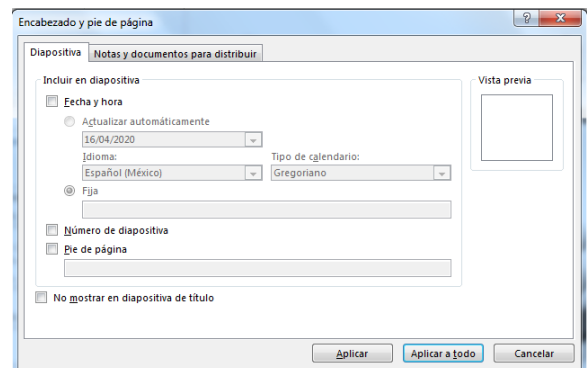 Encabezado y pie de página
Diapositiva Notas y documentos para distribuir
Incluir en diapositiva Vista previa
Fecha y hora
Actualizar automáticamente
16/04/2020
Idioma: Tipo de calendario:
Español (México) Gregoriano
Fija
Número de diapositiva
Pie de página
No mostrar en diapositiva de título
Aplicar Aplicar a todo Cancelar